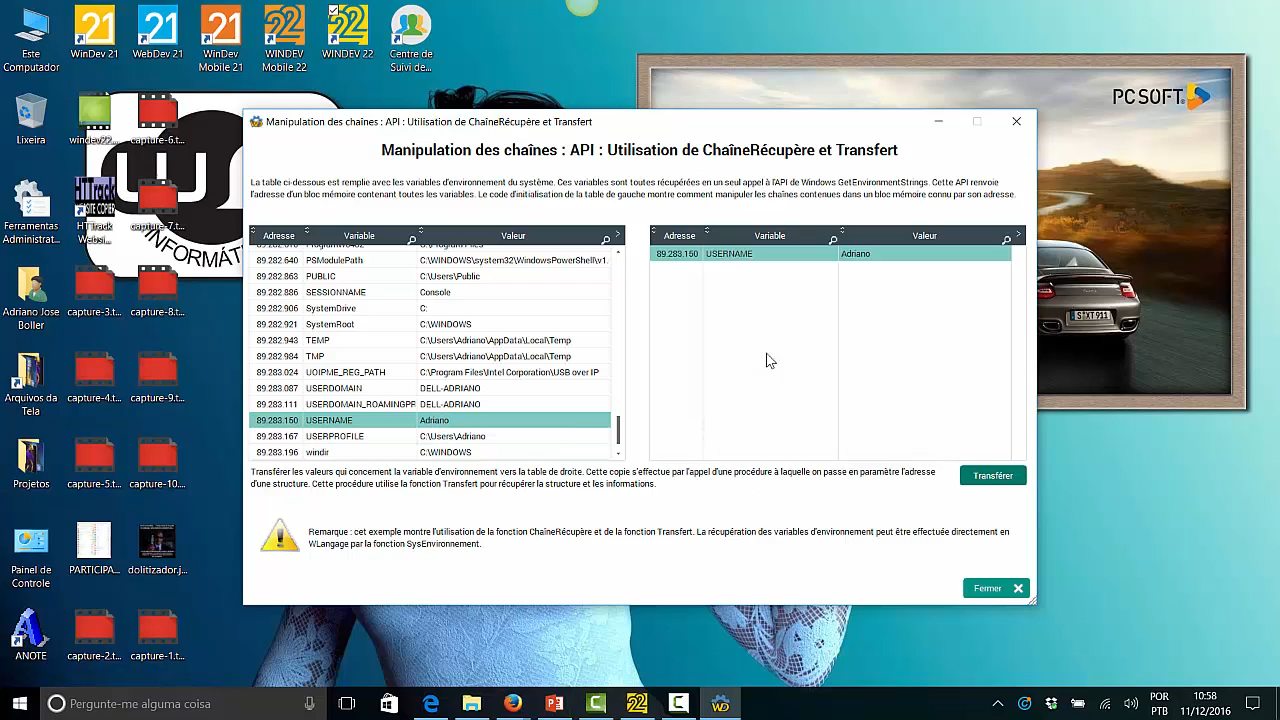 Este
Computador
WinDev 21
WebDev 21
WinDev
Mobile 21
WINDEV
Mobile 22
WINDEV 22
Centre de
Suivi de...
PC SOFT
Lixeira
windev22...
capture-6.t...
INFORMÁTI
Ferramentas
Administrat...
HTTrack
SITE COPIER
HTTrack
Websi...
capture-7.t...
Adriano Jose
Boller
capture-3.t...
capture-8.t...
Arquivos da
Tela
capture-4.t...
capture-9.t...
Projetos
capture-5.t...
capture-10....
Painel de
Controle
PARTICIPA...
dolitizador.j...
ANOTE
capture-2.t...
capture-1.t...
Manipulation des chaînes : API : Utilisation de ChaîneRécupère et Transfert
Manipulation des chaînes : API : Utilisation de ChaîneRécupère et Transfert
La table ci-dessous est remplie avec les variables d'environnement du système. Ces variables sont toutes récupérées en un seul appel à l'API de Windows GetEnvironmentStrings. Cette API renvoie
l'adresse d'un bloc mémoire contenant toutes les variables. Le code d'initialisation de la table de gauche montre comment manipuler les chaînes contenues dans un bloc mémoire connu par son adresse.
Adresse Variable Valeur
89.282.640 PSModulePath C:\WINDOWS\system32\WindowsPowerShell\v1.
89.282.863 PUBLIC C:\Users\Public
89.282.886 SESSIONNAME Console
89.282.906 SystemDrive C:
89.282.921 SystemRoot C:\WINDOWS
89.282.943 TEMP C:\Users\Adriano\AppData\Local\Temp
89.282.984 TMP C:\Users\Adriano\AppData\Local\Temp
89.283.024 UOIPME_REG_PATH C:\Program Files\Intel Corporation\USB over IP
89.283.087 USERDOMAIN DELL-ADRIANO
89.283.111 USERDOMAIN_ROAMINGPR DELL-ADRIANO
89.283.150 USERNAME Adriano
89.283.167 USERPROFILE C:\Users\Adriano
89.283.196 windir C:\WINDOWS
Adresse Variable Valeur
89.283.150 USERNAME Adriano
S·XT 911
Transférer les valeurs qui concernent la variable d'environnement vers la table de droite. Cette copie s'effectue par l'appel d'une procédure à laquelle on passe en paramètre l'adresse
d'une structure. Cette procédure utilise la fonction Transfert pour récupérer la structure et les informations.
Transférer
Remarque : cet exemple montre l'utilisation de la fonction ChaîneRécupère et de la fonction Transfert. La récupération des variables d'environnement peut être effectuée directement en
WLangage par la fonction SysEnvironnement.
Fermer
Pergunte-me alguma coisa
POR
PTB
10:58
11/12/2016